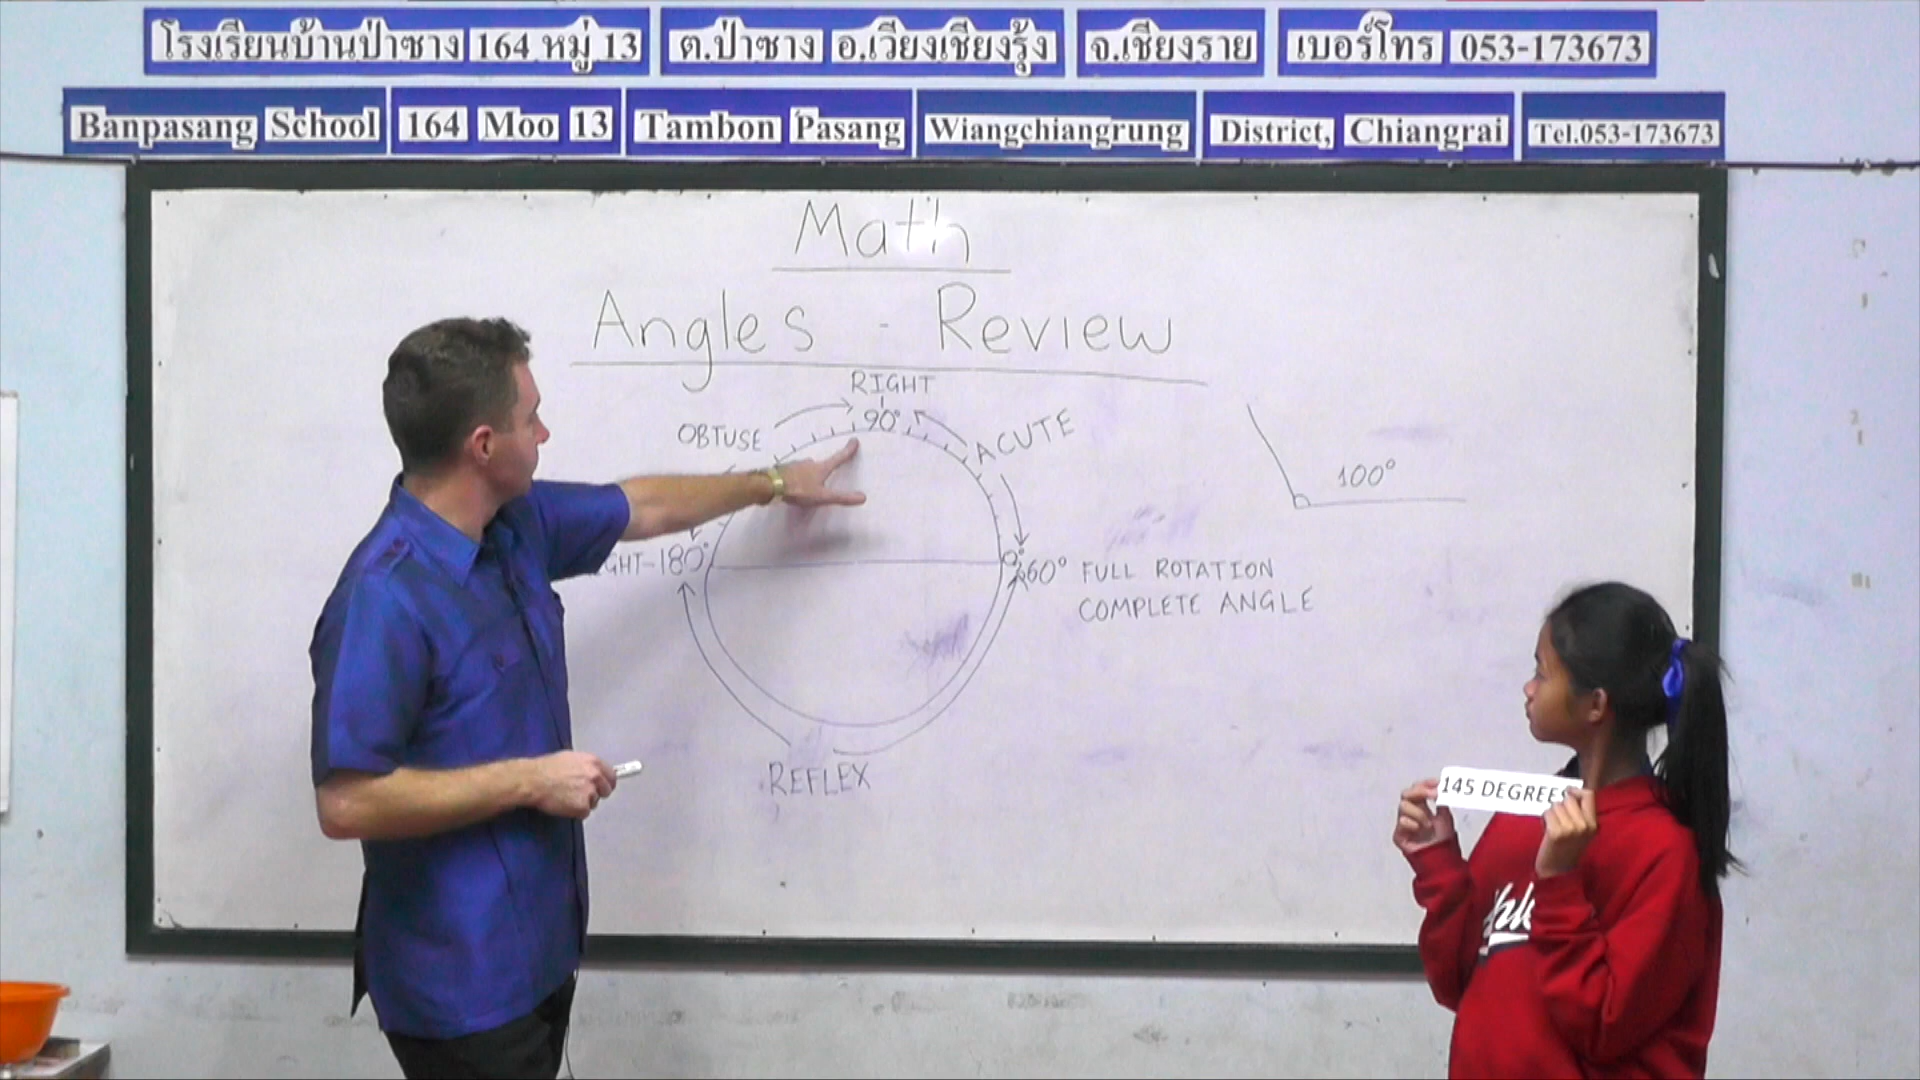 โรงเรียนบ้านป่าซาง 164 หมู่ 13 ต.ป่าซาง อ.เวียงเชียงรุ้ง จ.เชียงราย เบอร์โทร 053-173673
Banpasang School 164 Moo 13 Tambon Pasang Wiangchiangrung District, Chiangrai Tel.053-173673
Math
Angles - Review
RIGHT
90°
OBTUSE
ACUTE
100°
GHT-180°
0°
360° FULL ROTATION
COMPLETE ANGLE
REFLEX
145 DEGREES